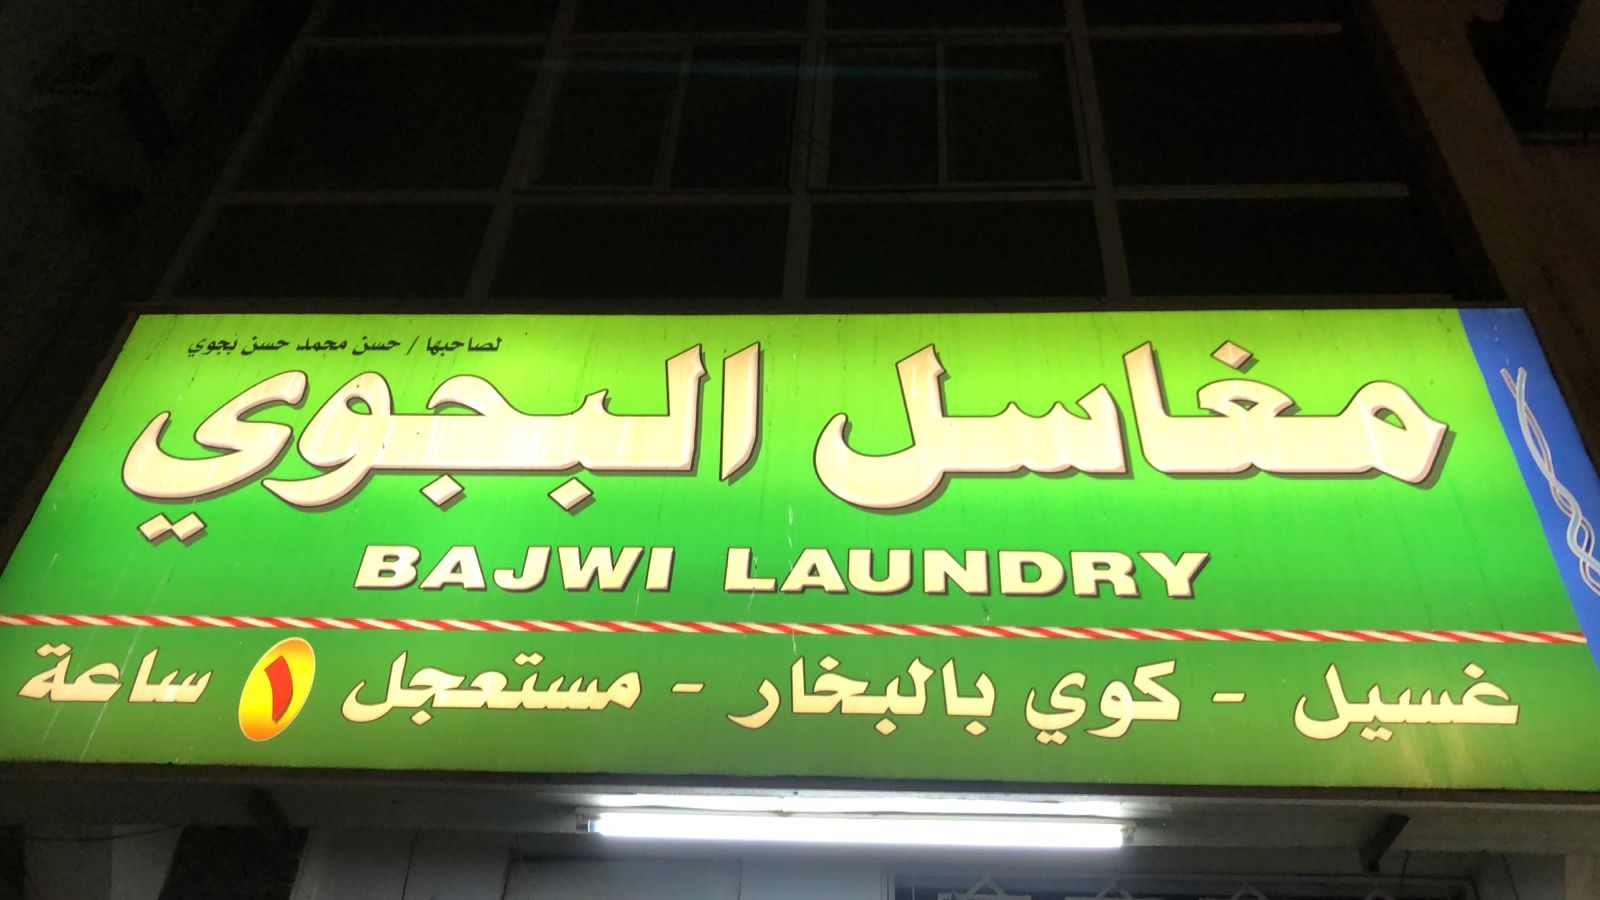 لصاحبها / حسن محمد حسن بجوي
مغاسل البجوي
BAJWI LAUNDRY
غسيل - كوي بالبخار - مستعجل ١ ساعة